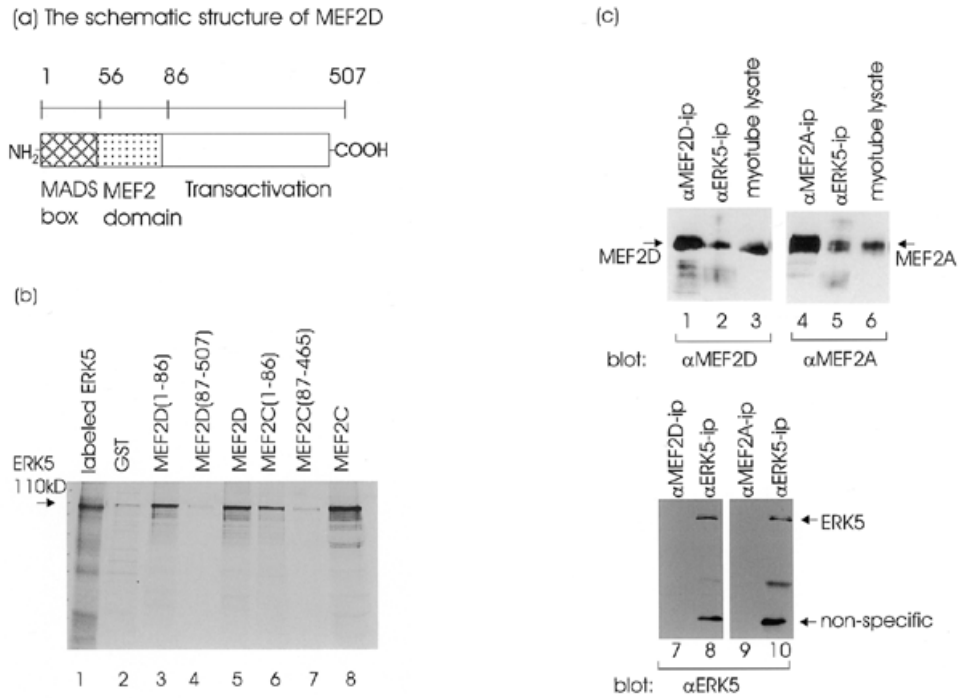 (a) The schematic structure of MEF2D
1 56 86 507
NH2 -COOH
MADS box
MEF2 domain
Transactivation
(b)
labeled ERK5
GST
MEF2D(1-86)
MEF2D(87-507)
MEF2D
MEF2C(1-86)
MEF2C(87-465)
MEF2C
ERK5
110kD
1 2 3 4 5 6 7 8
(c)
αMEF2D-ip
αERK5-ip
myotube lysate
αMEF2A-ip
αERK5-ip
myotube lysate
MEF2D
MEF2A
1 2 3 4 5 6
blot: αMEF2D αMEF2A
αMEF2D-ip
αERK5-ip
αMEF2A-ip
αERK5-ip
ERK5
non-specific
7 8 9 10
blot: αERK5